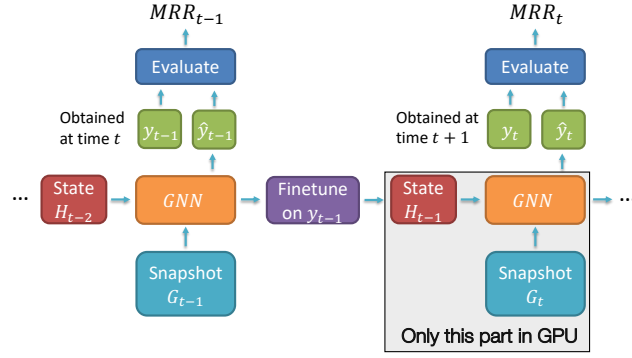 MRR_{t-1}
MRR_t
Evaluate
Evaluate
Obtained
at time t
y_{t-1}
ŷ_{t-1}
Obtained at
time t + 1
y_t
ŷ_t
...
State
H_{t-2}
GNN
Finetune
on y_{t-1}
State
H_{t-1}
GNN
...
Snapshot
G_{t-1}
Snapshot
G_t
Only this part in GPU